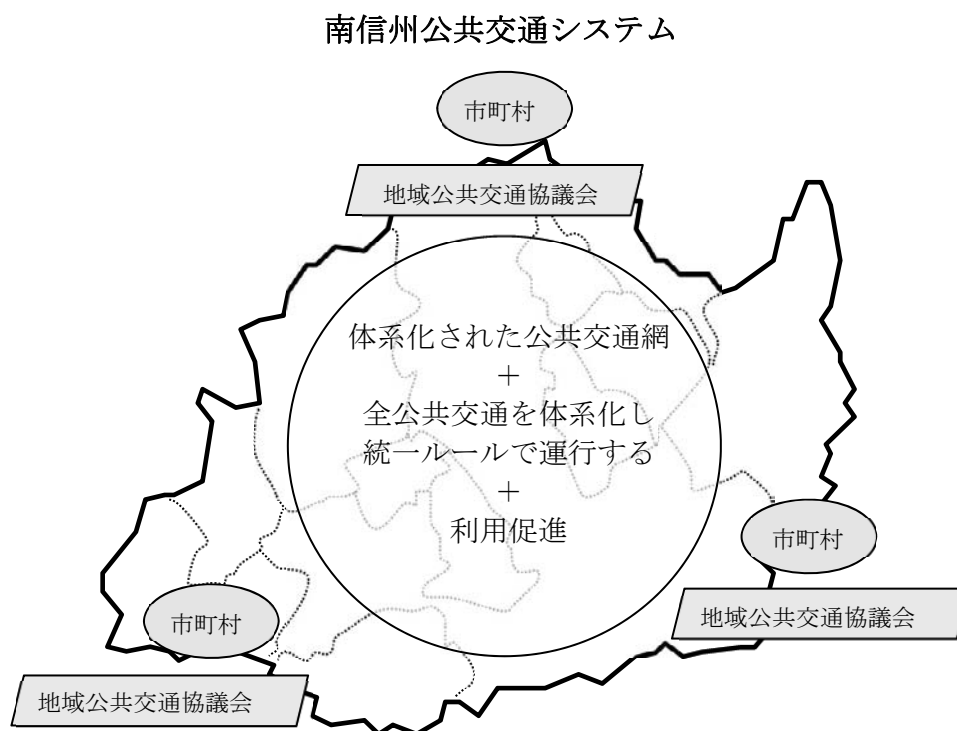 南信州公共交通システム
市町村
地域公共交通協議会
体系化された公共交通網
＋
全公共交通を体系化し
統一ルールで運行する
＋
利用促進
市町村
地域公共交通協議会
市町村
地域公共交通協議会